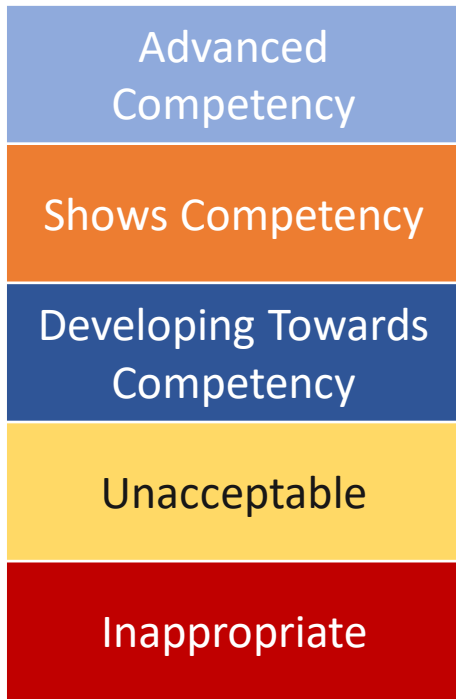 Advanced
Competency
Shows Competency
Developing Towards
Competency
Unacceptable
Inappropriate